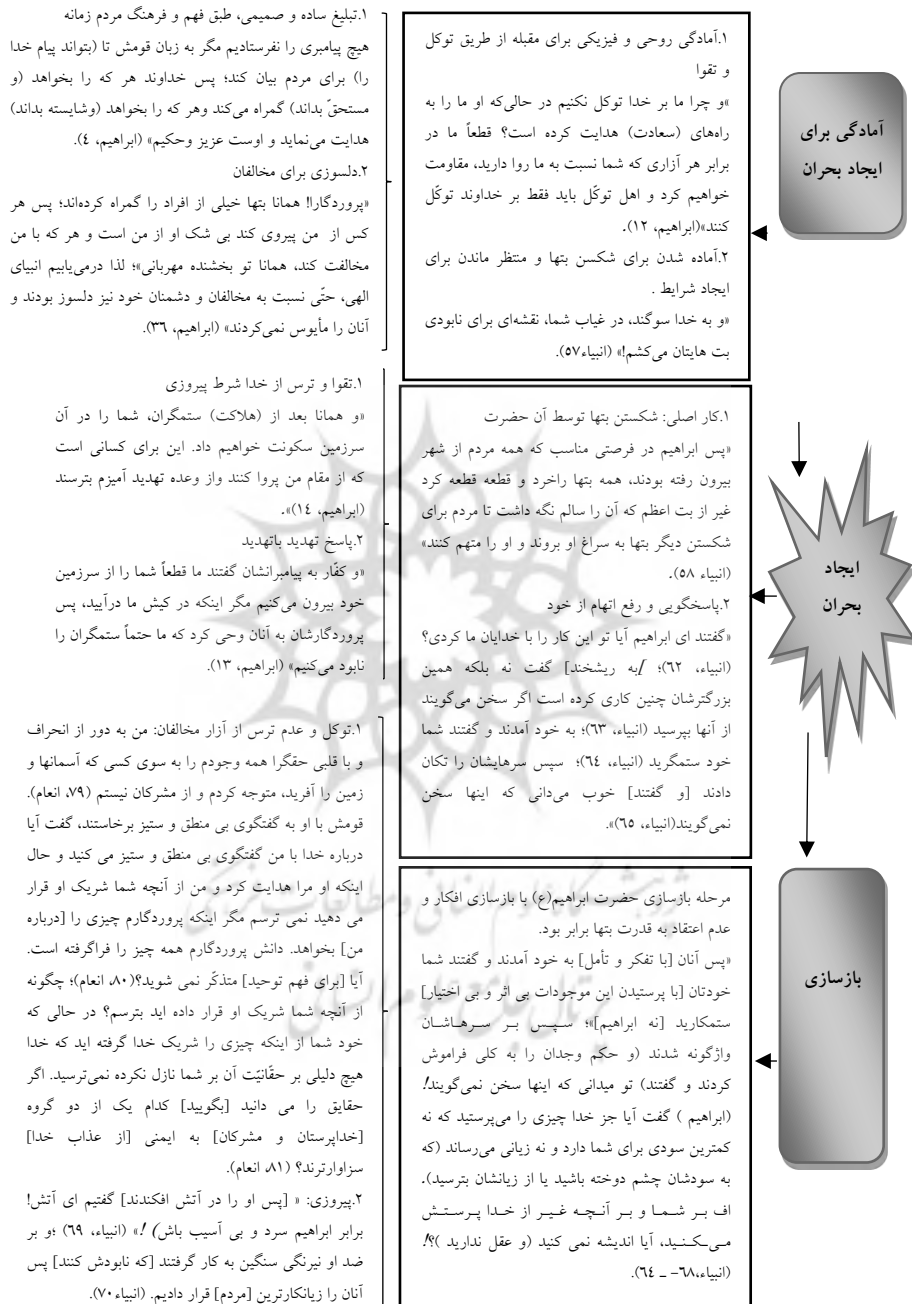 آمادگی برای
ایجاد بحران
۱.آمادگی روحی و فیزیکی برای مقبله از طریق توکل
و تقوا
«و چرا ما بر خدا توکل نکنیم در حالی‌که او ما را به
راه‌های (سعادت) هدایت کرده است؟ قطعاً ما در
برابر هر آزاری که شما نسبت به ما روا دارید، مقاومت
خواهیم کرد و اهل توکّل باید فقط بر خداوند توکّل
کنند»(ابراهیم، ۱۲).
۲.آماده شدن برای شکسن بتها و منتظر ماندن برای
ایجاد شرایط .
«و به خدا سوگند، در غیاب شما، نقشه‌ای برای نابودی
بت هایتان می‌کشم!» (انبیاء۵۷).
۱.تبلیغ ساده و صمیمی، طبق فهم و فرهنگ مردم زمانه
هیچ پیامبری را نفرستادیم مگر به زبان قومش تا (بتواند پیام خدا
را) برای مردم بیان کند؛ پس خداوند هر که را بخواهد (و
مستحقّ بداند) گمراه می‌کند وهر که را بخواهد (وشایسته بداند)
هدایت می‌نماید و اوست عزیز وحکیم» (ابراهیم، ٤).
۲.دلسوزی برای مخالفان
«پروردگارا! همانا بتها خیلی از افراد را گمراه کرده‌اند؛ پس هر
کس از من پیروی کند بی شک او از من است و هر که با من
مخالفت کند، همانا تو بخشنده مهربانی»؛ لذا درمی‌یابیم انبیای
الهی، حتّی نسبت به مخالفان و دشمنان خود نیز دلسوز بودند و
آنان را مأیوس نمی‌کردند» (ابراهیم، ۳٦).
ایجاد
بحران
۱.کار اصلی: شکستن بتها توسط آن حضرت
«پس ابراهیم در فرصتی مناسب که همه مردم از شهر
بیرون رفته بودند، همه بتها راخرد و قطعه قطعه کرد
غیر از بت اعظم که آن را سالم نگه داشت تا مردم برای
شکستن دیگر بتها به سراغ او بروند و او را متهم کنند»
(انبیاء ۵۸).
۲.پاسخگویی و رفع اتهام از خود
«گفتند ای ابراهیم آیا تو این کار را با خدایان ما کردی؟
(انبیاء، ٦۲)؛ [به ریشخند] گفت نه بلکه همین
بزرگترشان چنین کاری کرده است اگر سخن می‌گویند
از آنها بپرسید (انبیاء، ٦۳)؛ به خود آمدند و گفتند شما
خود ستمگرید (انبیاء، ٦٤)؛ سپس سرهایشان را تکان
دادند [و گفتند] خوب می‌دانی که اینها سخن
نمی‌گویند(انبیاء، ٦٥)».
۱.تقوا و ترس از خدا شرط پیروزی
«و همانا بعد از (هلاکت) ستمگران، شما را در آن
سرزمین سکونت خواهیم داد. این برای کسانی است
که از مقام من پروا کنند واز وعده تهدید آمیزم بترسند
(ابراهیم، ۱٤)».
۲.پاسخ تهدید باتهدید
«و کفّار به پیامبرانشان گفتند ما قطعاً شما را از سرزمین
خود بیرون می‌کنیم مگر اینکه در کیش ما درآیید، پس
پروردگارشان به آنان وحی کرد که ما حتماً ستمگران را
نابود می‌کنیم» (ابراهیم، ۱۳).
بازسازی
مرحله بازسازی حضرت ابراهیم(ع) با بازسازی افکار و
عدم اعتقاد به قدرت بتها برابر بود.
«پس آنان [با تفکر و تأمل] به خود آمدند و گفتند شما
خودتان [با پرستیدن این موجودات بی اثر و بی اختیار]
ستمکارید [نه ابراهیم]»؛ سپس بر سرهاشان
واژگونه شدند (و حکم وجدان را به کلی فراموش
کردند و گفتند) تو میدانی که اینها سخن نمی‌گویند!
(ابراهیم ) گفت آیا جز خدا چیزی را می‌پرستید که نه
کمترین سودی برای شما دارد و نه زیانی می‌رساند (که
به سودشان چشم دوخته باشید یا از زیانشان بترسید).
اف بر شما و بر آنچه غیر از خدا پرستش
می‌کنید، آیا اندیشه نمی کنید (و عقل ندارید )؟!
(انبیاء،۶۸- – ٦٤).
۱.توکل و عدم ترس از آزار مخالفان: من به دور از انحراف
و با قلبی حقگرا همه وجودم را به سوی کسی که آسمانها و
زمین را آفرید، متوجه کردم و از مشرکان نیستم (۷۹، انعام).
قومش با او به گفتگوی بی منطق و ستیز برخاستند، گفت آیا
درباره خدا با من گفتگوی بی منطق و ستیز می کنید و حال
اینکه او مرا هدایت کرد و من از آنچه شما شریک او قرار
می دهید نمی ترسم مگر اینکه پروردگارم چیزی را [درباره
من] بخواهد. دانش پروردگارم همه چیز را فراگرفته است.
آیا [برای فهم توحید] متذکّر نمی شوید؟(۸۰، انعام)؛ چگونه
از آنچه شما شریک او قرار داده اید بترسم؟ در حالی که
خود شما از اینکه چیزی را شریک خدا گرفته اید که خدا
هیچ دلیلی بر حقّانیّت آن بر شما نازل نکرده نمی‌ترسید. اگر
حقایق را می دانید [بگویید] کدام یک از دو گروه
[خداپرستان و مشرکان] به ایمنی [از عذاب خدا]
سزاوارترند؟ (۸۱، انعام).
۲.پیروزی: « [پس او را در آتش افکندند] گفتیم ای آتش!
برابر ابراهیم سرد و بی آسیب باش) !» (انبیاء، ٦۹) ؛و بر
ضد او نیرنگی سنگین به کار گرفتند [که نابودش کنند] پس
آنان را زیانکارترین [مردم] قرار دادیم. (انبیاء۷۰).
پژوهشگاه علوم انسانی و مطالعات فرهنگی
پرتال جامع علوم انسانی